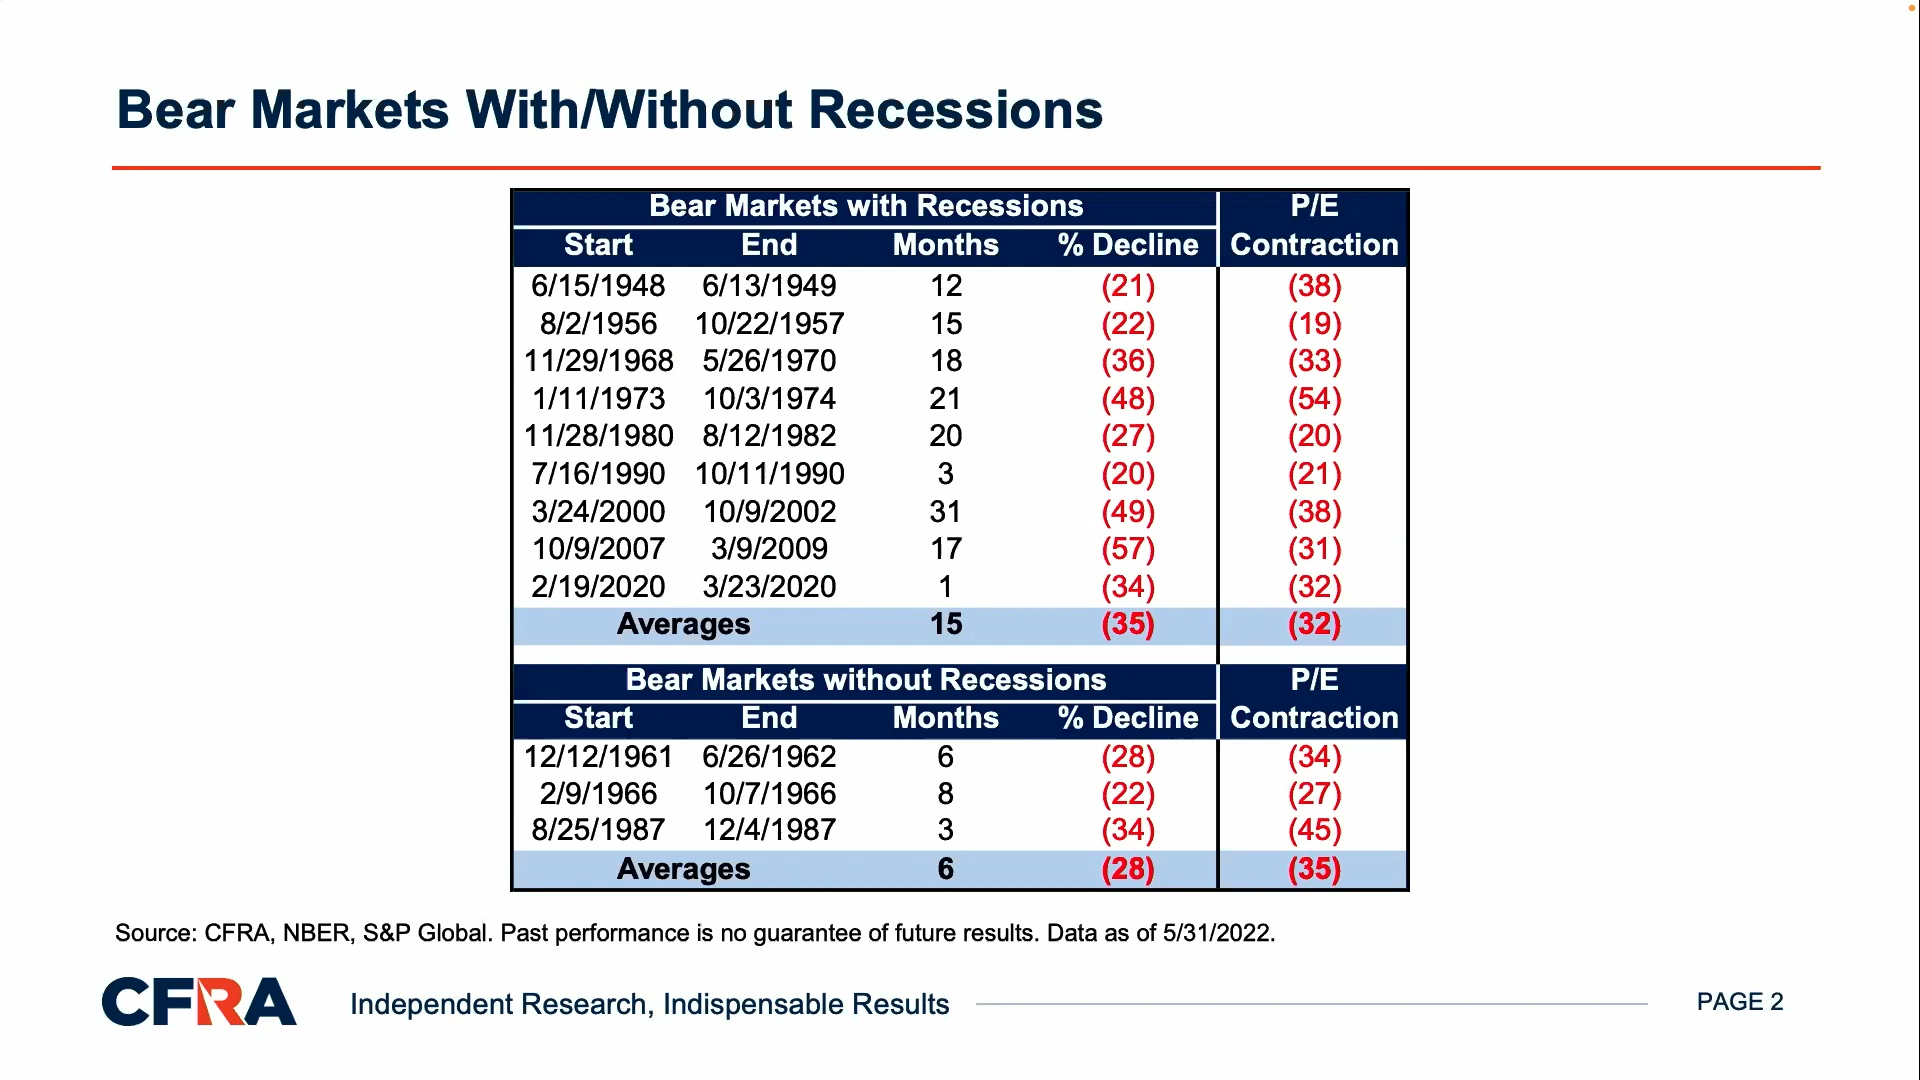 Bear Markets With/Without Recessions
Bear Markets with Recessions P/E
Start End Months % Decline Contraction
6/15/1948 6/13/1949 12 (21) (38)
8/2/1956 10/22/1957 15 (22) (19)
11/29/1968 5/26/1970 18 (36) (33)
1/11/1973 10/3/1974 21 (48) (54)
11/28/1980 8/12/1982 20 (27) (20)
7/16/1990 10/11/1990 3 (20) (21)
3/24/2000 10/9/2002 31 (49) (38)
10/9/2007 3/9/2009 17 (57) (31)
2/19/2020 3/23/2020 1 (34) (32)
Averages 15 (35) (32)
Bear Markets without Recessions P/E
Start End Months % Decline Contraction
12/12/1961 6/26/1962 6 (28) (34)
2/9/1966 10/7/1966 8 (22) (27)
8/25/1987 12/4/1987 3 (34) (45)
Averages 6 (28) (35)
Source: CFRA, NBER, S&P Global. Past performance is no guarantee of future results. Data as of 5/31/2022.
CFRA Independent Research, Indispensable Results PAGE 2